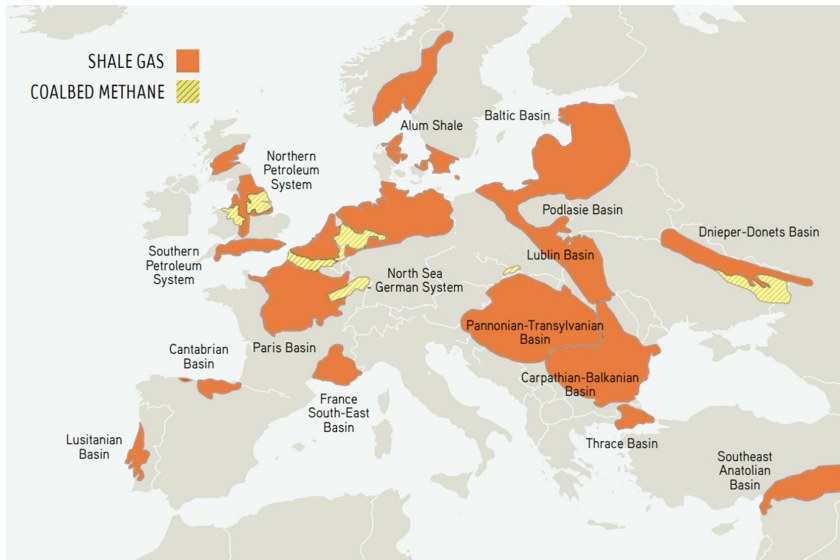 SHALE GAS
COALBED METHANE
Alum Shale
Baltic Basin
Northern
Petroleum
System
Podlasie Basin
Dnieper-Donets Basin
Southern
Petroleum
System
Lublin Basin
North Sea
- German System
Pannonian-Transylvanian
Basin
Paris Basin
Cantabrian
Basin
Carpathian-Balkanian
Basin
France
South-East
Basin
Lusitanian
Basin
Thrace Basin
Southeast
Anatolian
Basin